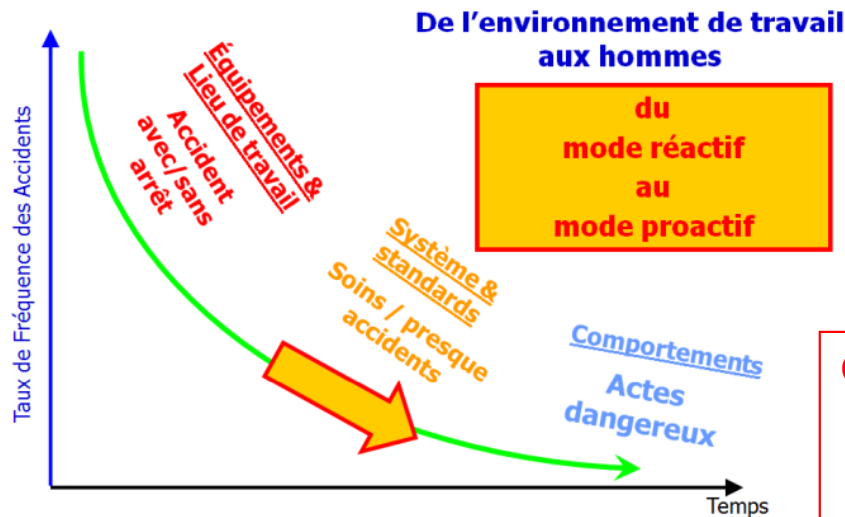 De l'environnement de travail
aux hommes
du
mode réactif
au
mode proactif
Équipements &
Lieu de travail
Accident
avec/sans
arrêt
Système &
standards
Soins / presque
accidents
Comportements
Actes
dangereux
Taux de Fréquence des Accidents
Temps